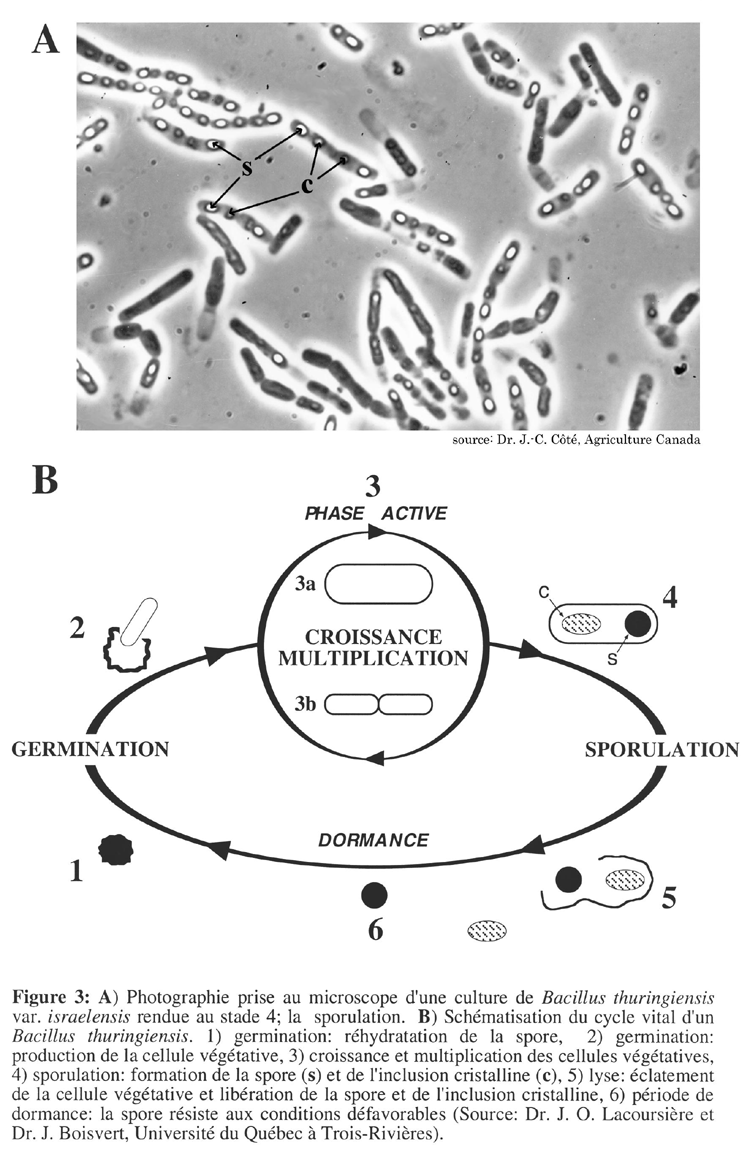 A
s
c
source: Dr. J.-C. Côté, Agriculture Canada
B
3
PHASE ACTIVE
3a
CROISSANCE
MULTIPLICATION
3b
2
C
4
S
GERMINATION
SPORULATION
DORMANCE
1
5
6
Figure 3: A) Photographie prise au microscope d'une culture de Bacillus thuringiensis
var. israelensis rendue au stade 4; la sporulation. B) Schématisation du cycle vital d'un
Bacillus thuringiensis. 1) germination: réhydratation de la spore, 2) germination:
production de la cellule végétative, 3) croissance et multiplication des cellules végétatives,
4) sporulation: formation de la spore (s) et de l'inclusion cristalline (c), 5) lyse: éclatement
de la cellule végétative et libération de la spore et de l'inclusion cristalline, 6) période de
dormance: la spore résiste aux conditions défavorables (Source: Dr. J. O. Lacoursière et
Dr. J. Boisvert, Université du Québec à Trois-Rivières).